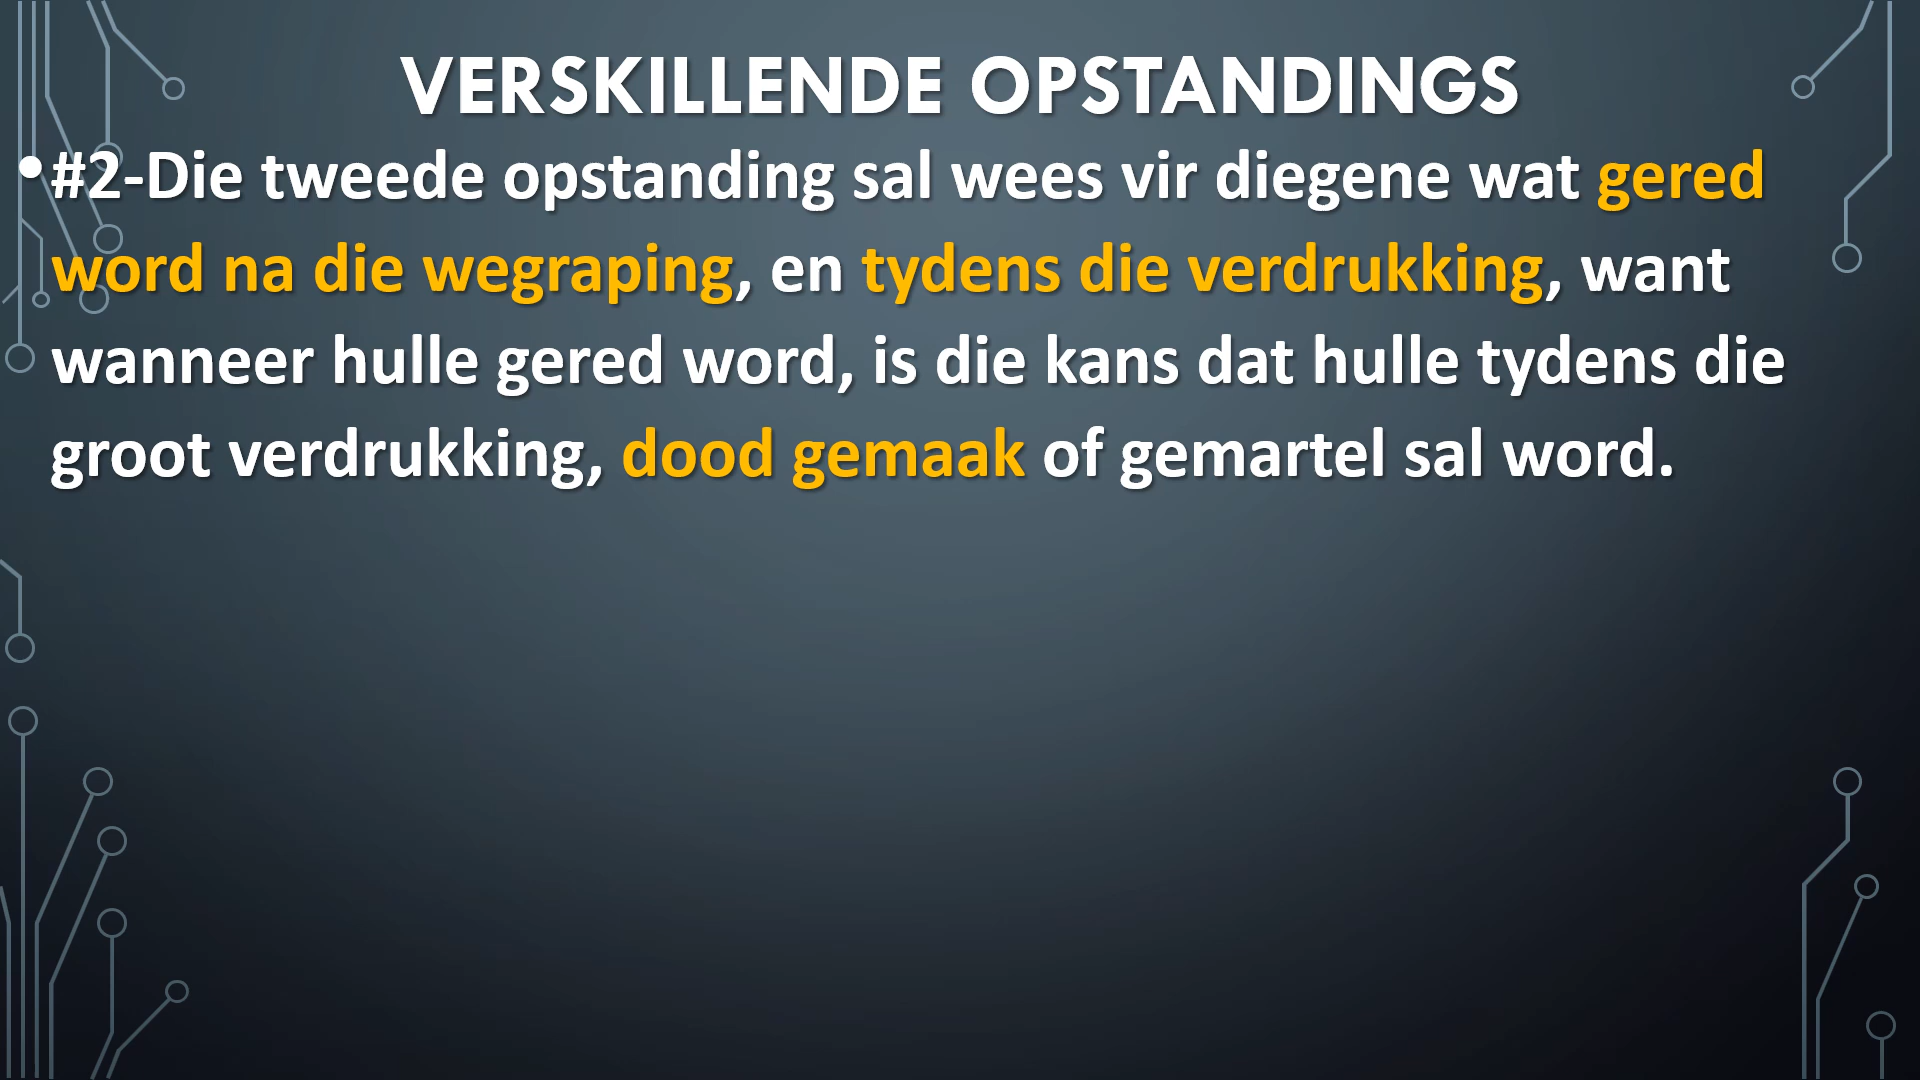 VERSKILLENDE OPSTANDINGS
•#2-Die tweede opstanding sal wees vir diegene wat gered
word na die wegraping, en tydens die verdrukking, want
wanneer hulle gered word, is die kans dat hulle tydens die
groot verdrukking, dood gemaak of gemartel sal word.